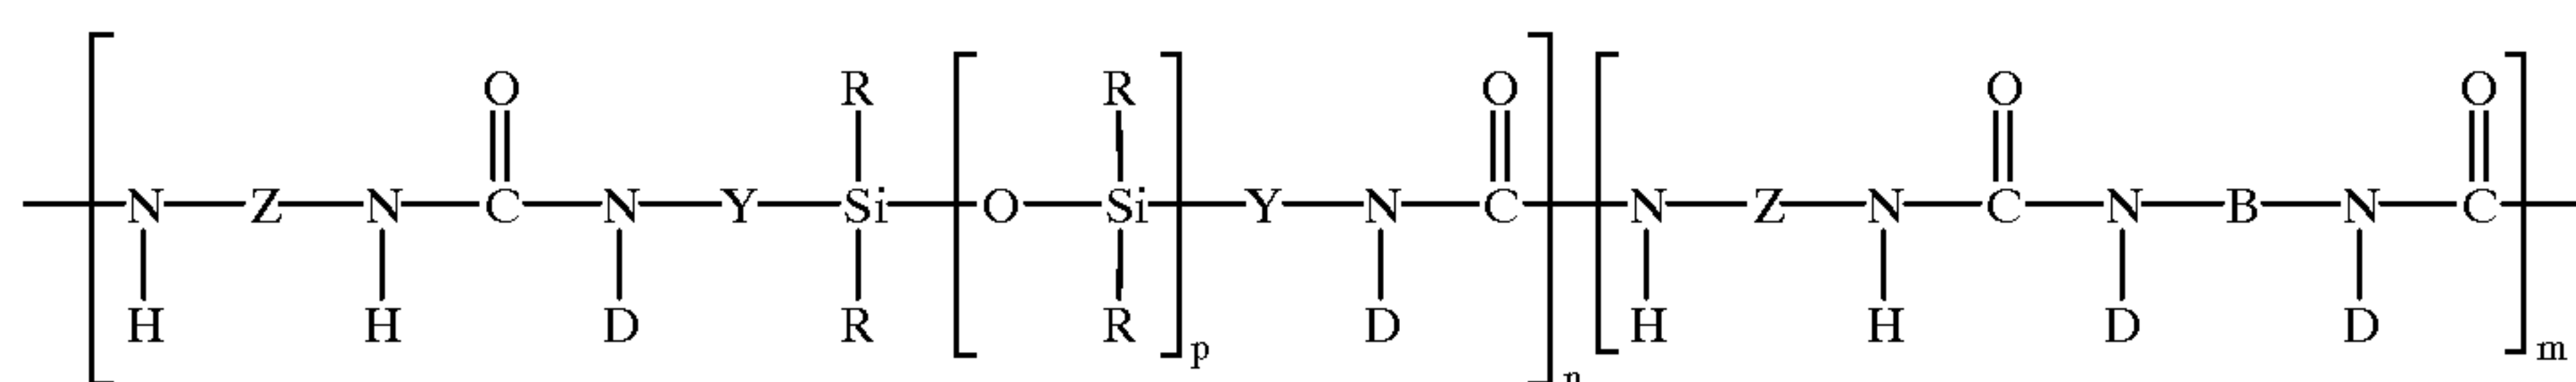 O R R O O O
N Z N C N Y Si O Si Y N C N Z N C N B N C
H H D R R D H H D D
p n m